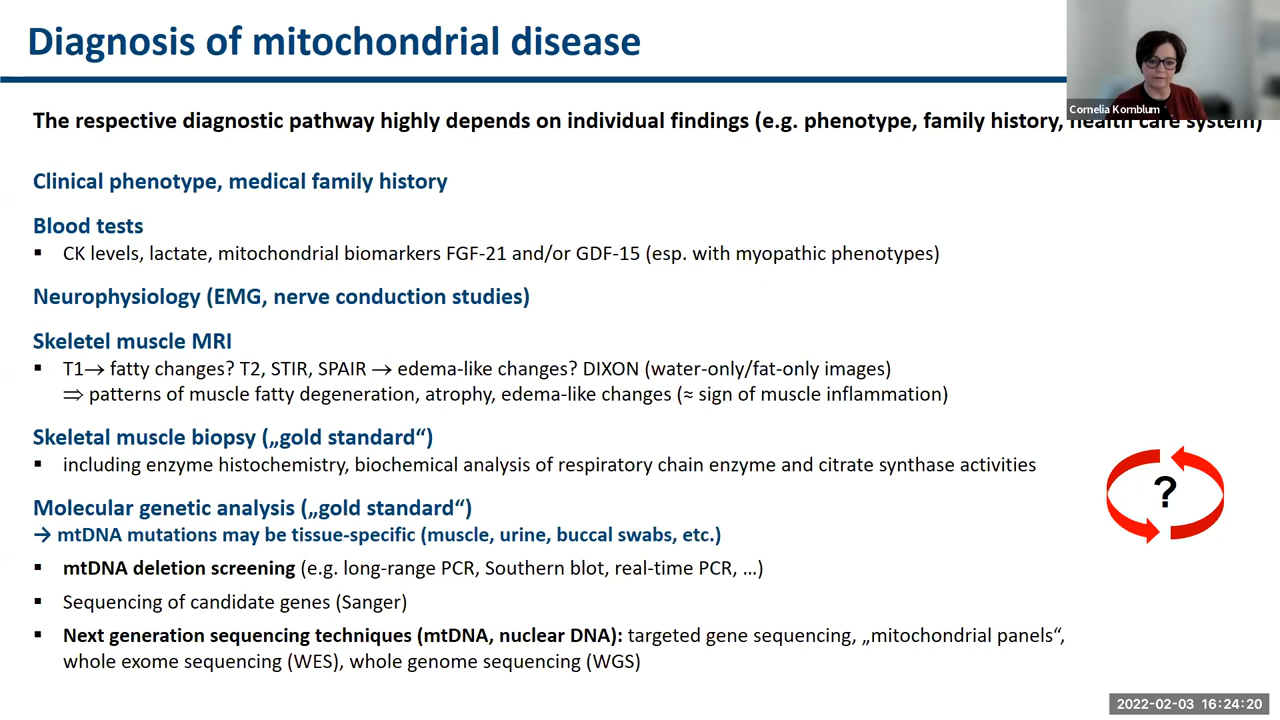 Diagnosis of mitochondrial disease
Cornelia Kornblum
The respective diagnostic pathway highly depends on individual findings (e.g. phenotype, family history, health care system)
Clinical phenotype, medical family history
Blood tests
▪ CK levels, lactate, mitochondrial biomarkers FGF-21 and/or GDF-15 (esp. with myopathic phenotypes)
Neurophysiology (EMG, nerve conduction studies)
Skeletel muscle MRI
▪ T1→ fatty changes? T2, STIR, SPAIR → edema-like changes? DIXON (water-only/fat-only images)
⇒ patterns of muscle fatty degeneration, atrophy, edema-like changes (≈ sign of muscle inflammation)
Skeletal muscle biopsy („gold standard“)
▪ including enzyme histochemistry, biochemical analysis of respiratory chain enzyme and citrate synthase activities
?
Molecular genetic analysis („gold standard“)
→ mtDNA mutations may be tissue-specific (muscle, urine, buccal swabs, etc.)
▪ mtDNA deletion screening (e.g. long-range PCR, Southern blot, real-time PCR, …)
▪ Sequencing of candidate genes (Sanger)
▪ Next generation sequencing techniques (mtDNA, nuclear DNA): targeted gene sequencing, „mitochondrial panels“,
whole exome sequencing (WES), whole genome sequencing (WGS)
2022-02-03 16:24:20